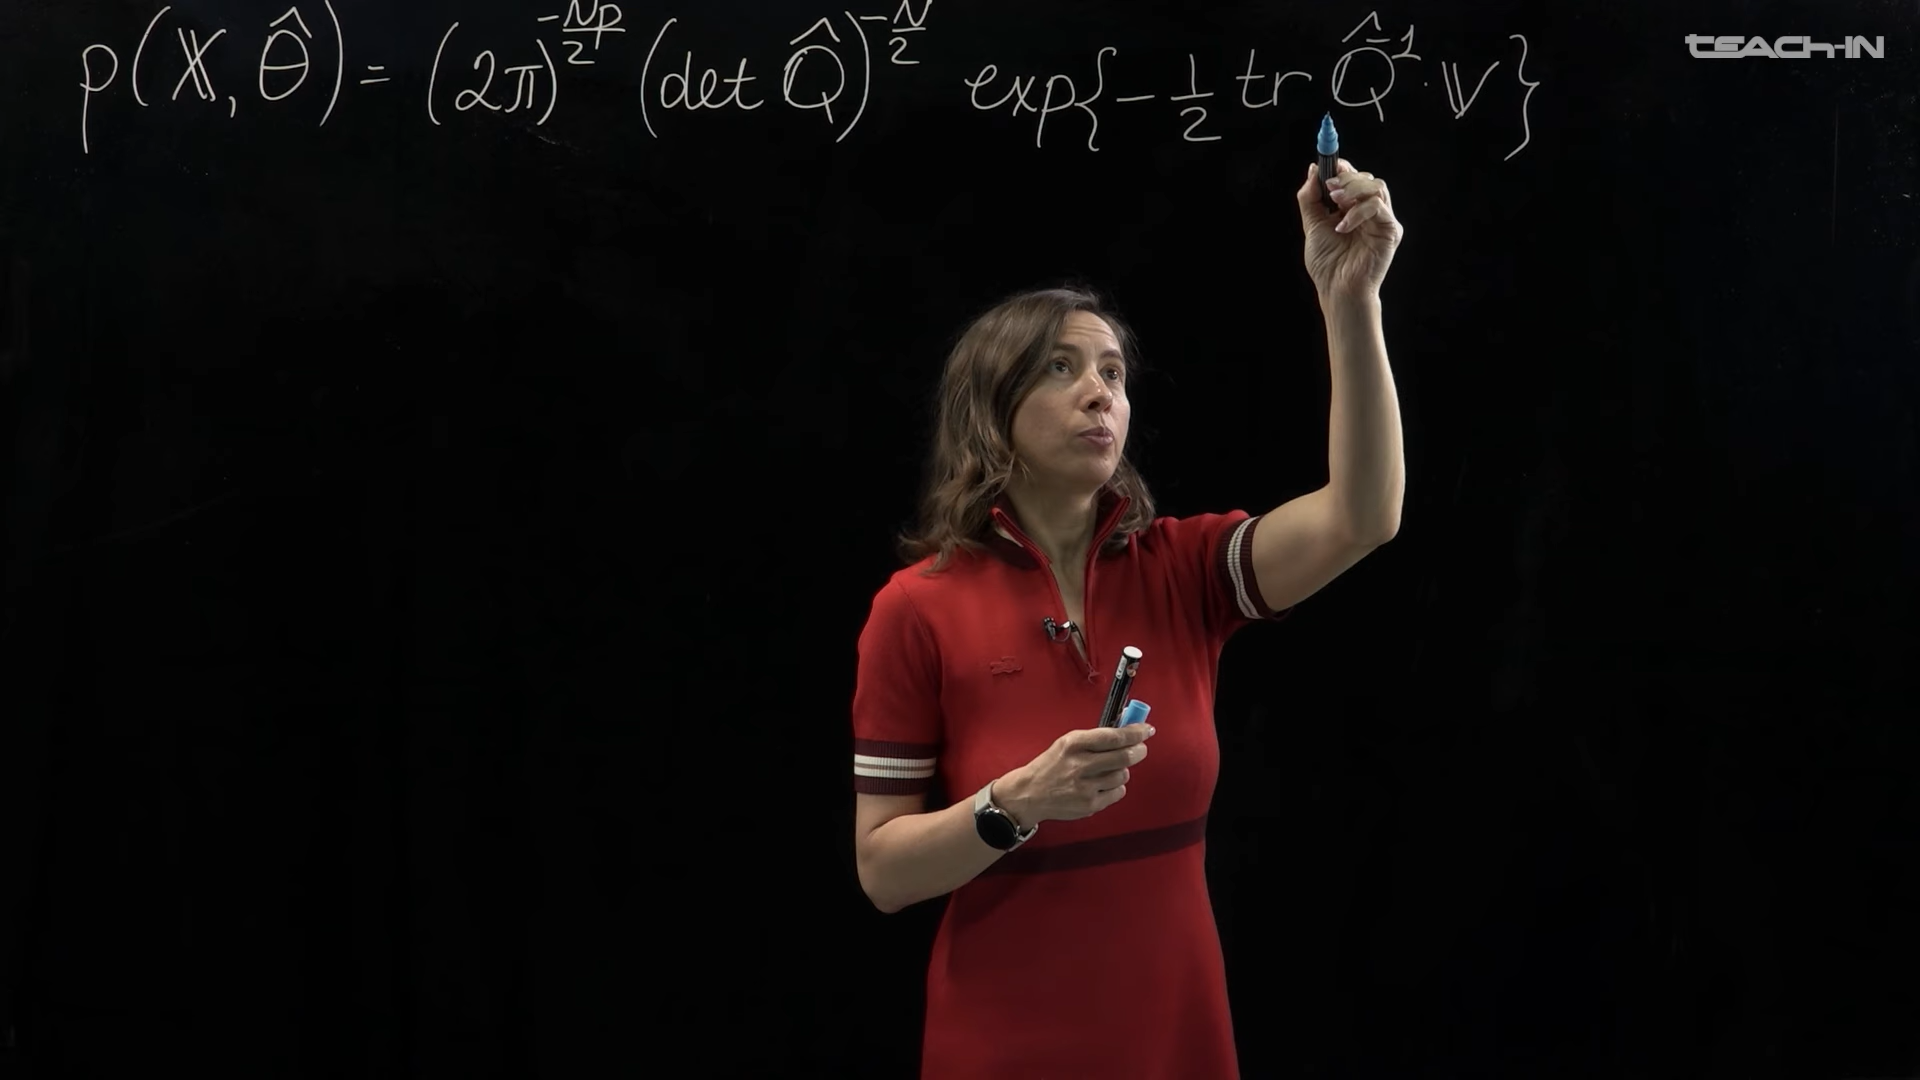 p(X, θ̂) = (2π)^{-Np/2} (det Q̂)^{-N/2} exp{-1/2 tr Q̂^{-1} · V}
TEACH-IN